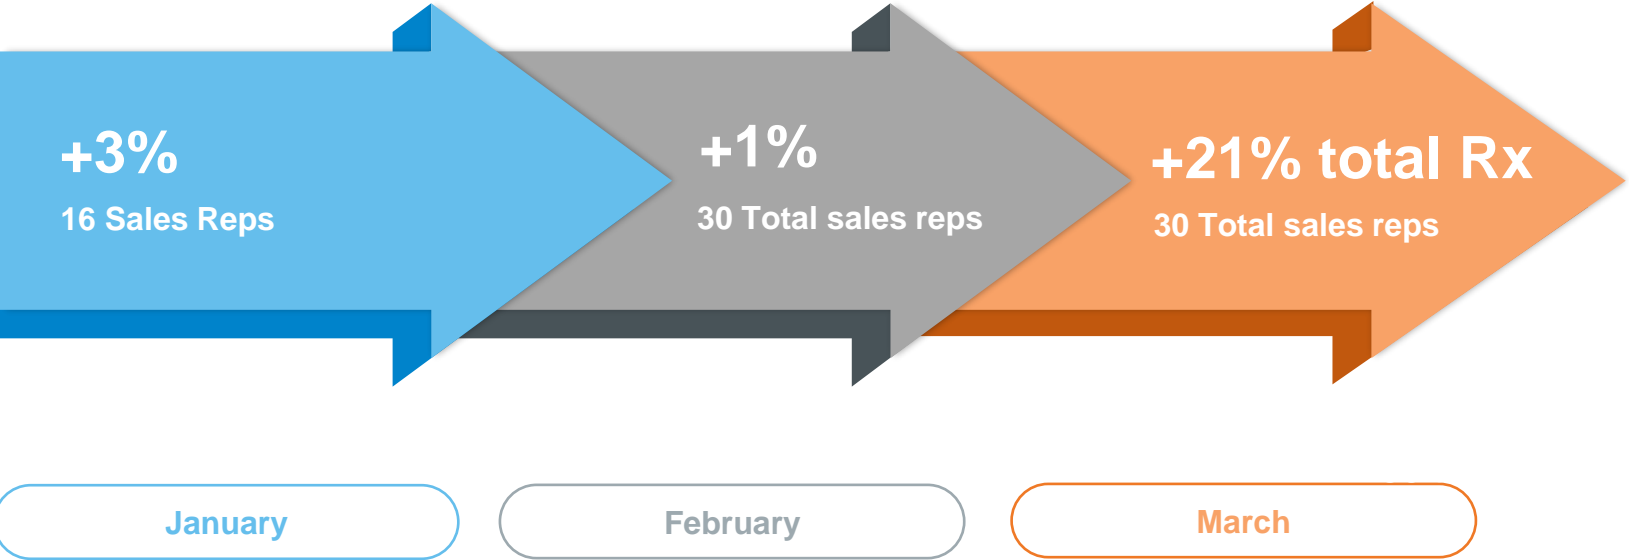 +3%
16 Sales Reps
+1%
30 Total sales reps
+21% total Rx
30 Total sales reps
January
February
March